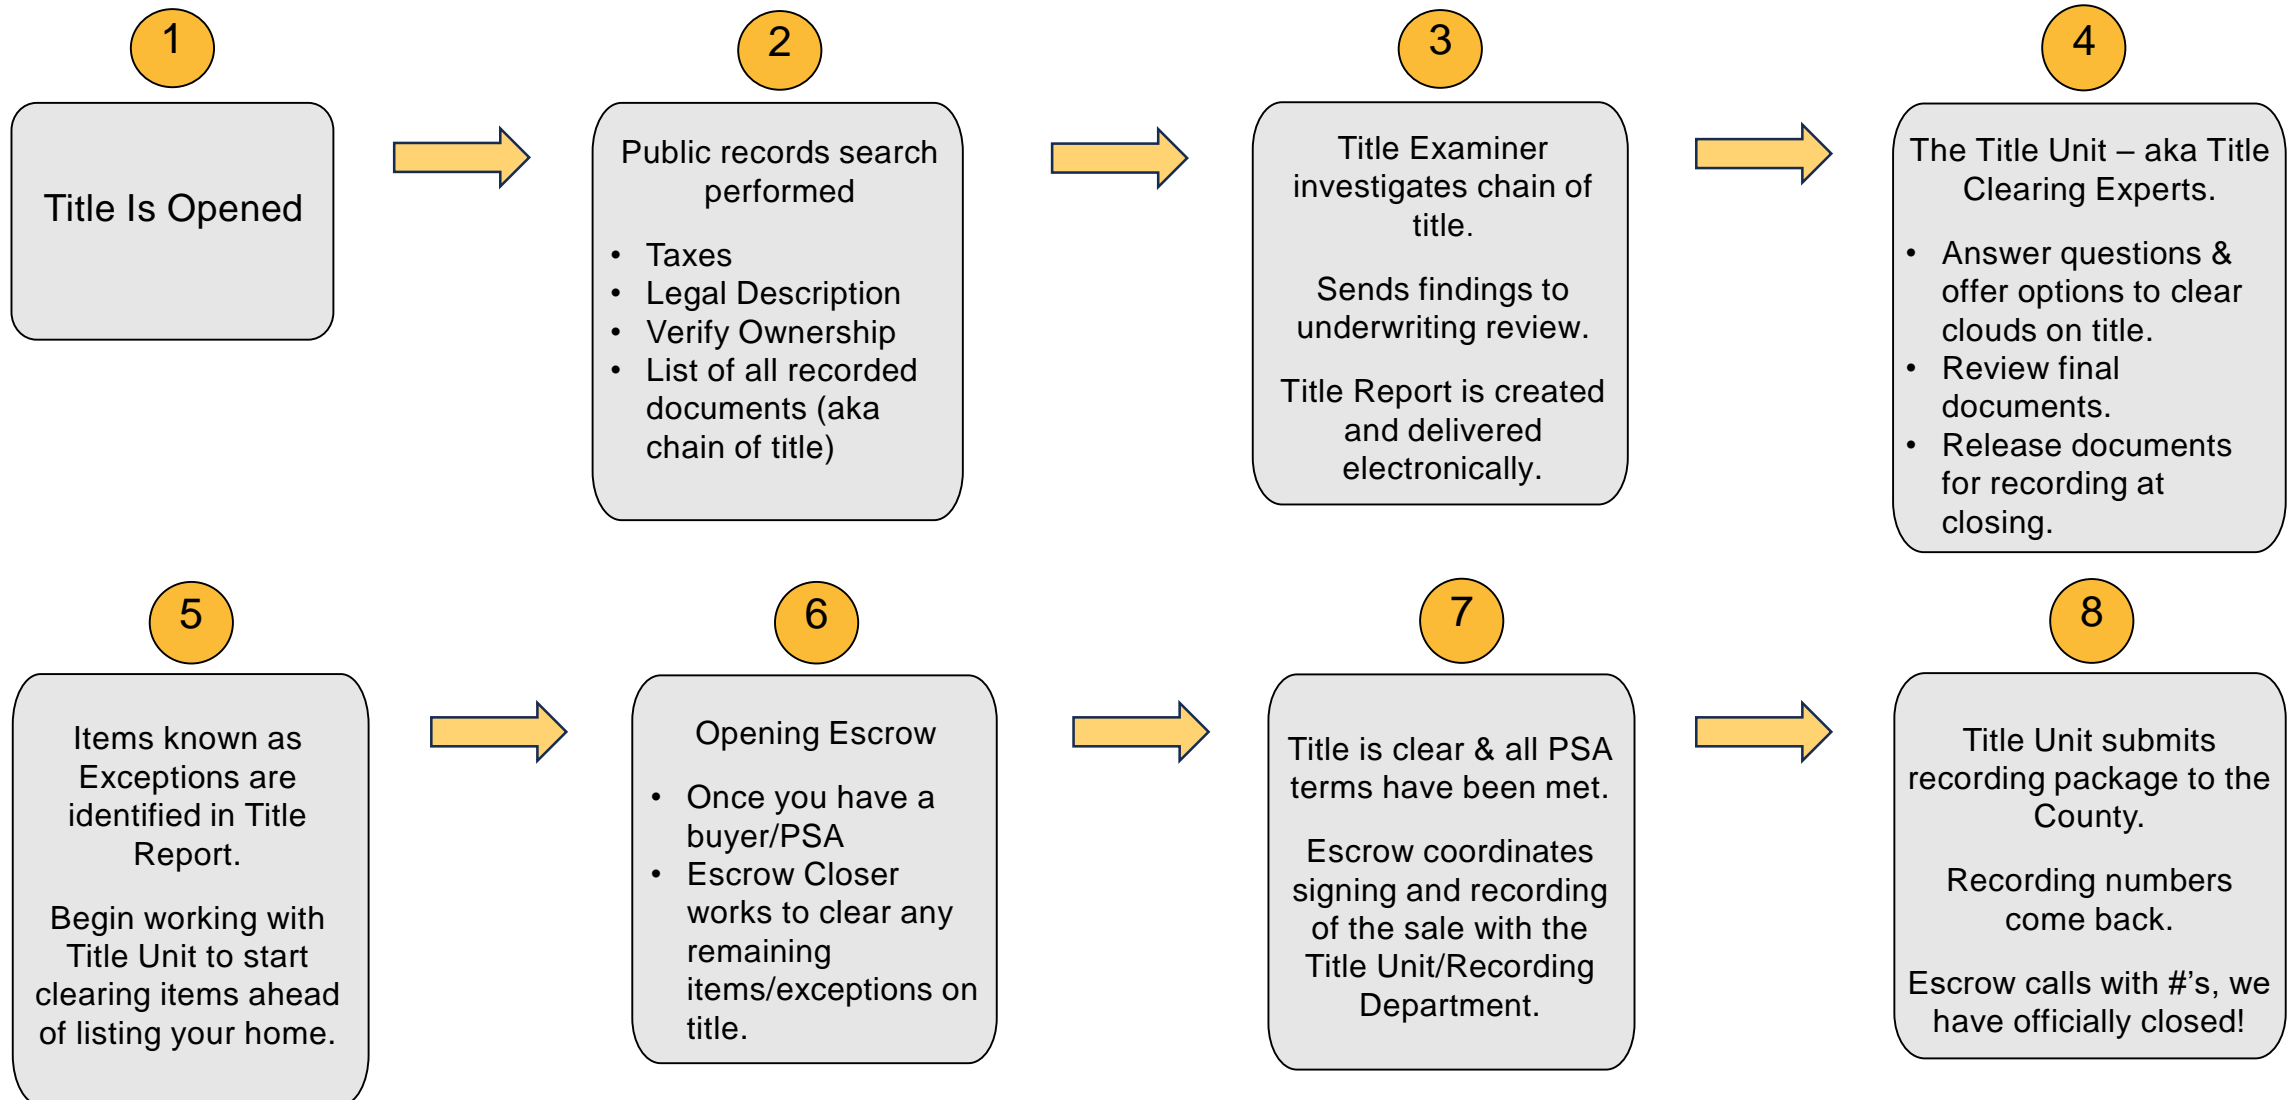 1
Title Is Opened
2
Public records search
performed
• Taxes
• Legal Description
• Verify Ownership
• List of all recorded
documents (aka
chain of title)
3
Title Examiner
investigates chain of
title.
Sends findings to
underwriting review.
Title Report is created
and delivered
electronically.
4
The Title Unit – aka Title
Clearing Experts.
• Answer questions &
offer options to clear
clouds on title.
• Review final
documents.
• Release documents
for recording at
closing.
5
Items known as
Exceptions are
identified in Title
Report.
Begin working with
Title Unit to start
clearing items ahead
of listing your home.
6
Opening Escrow
• Once you have a
buyer/PSA
• Escrow Closer
works to clear any
remaining
items/exceptions on
title.
7
Title is clear & all PSA
terms have been met.
Escrow coordinates
signing and recording
of the sale with the
Title Unit/Recording
Department.
8
Title Unit submits
recording package to the
County.
Recording numbers
come back.
Escrow calls with #'s, we
have officially closed!